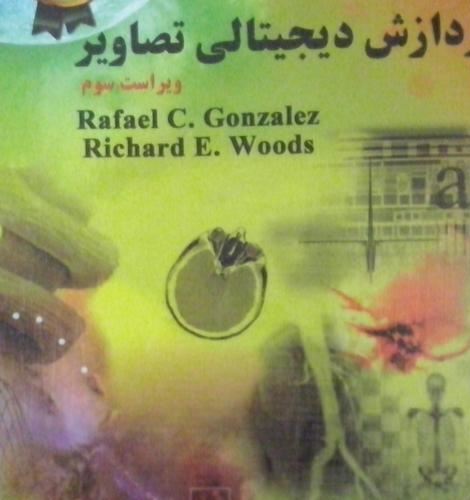 ردازش دیجیتالی تصاویر
ویراست سوم
Rafael C. Gonzalez
Richard E. Woods
a